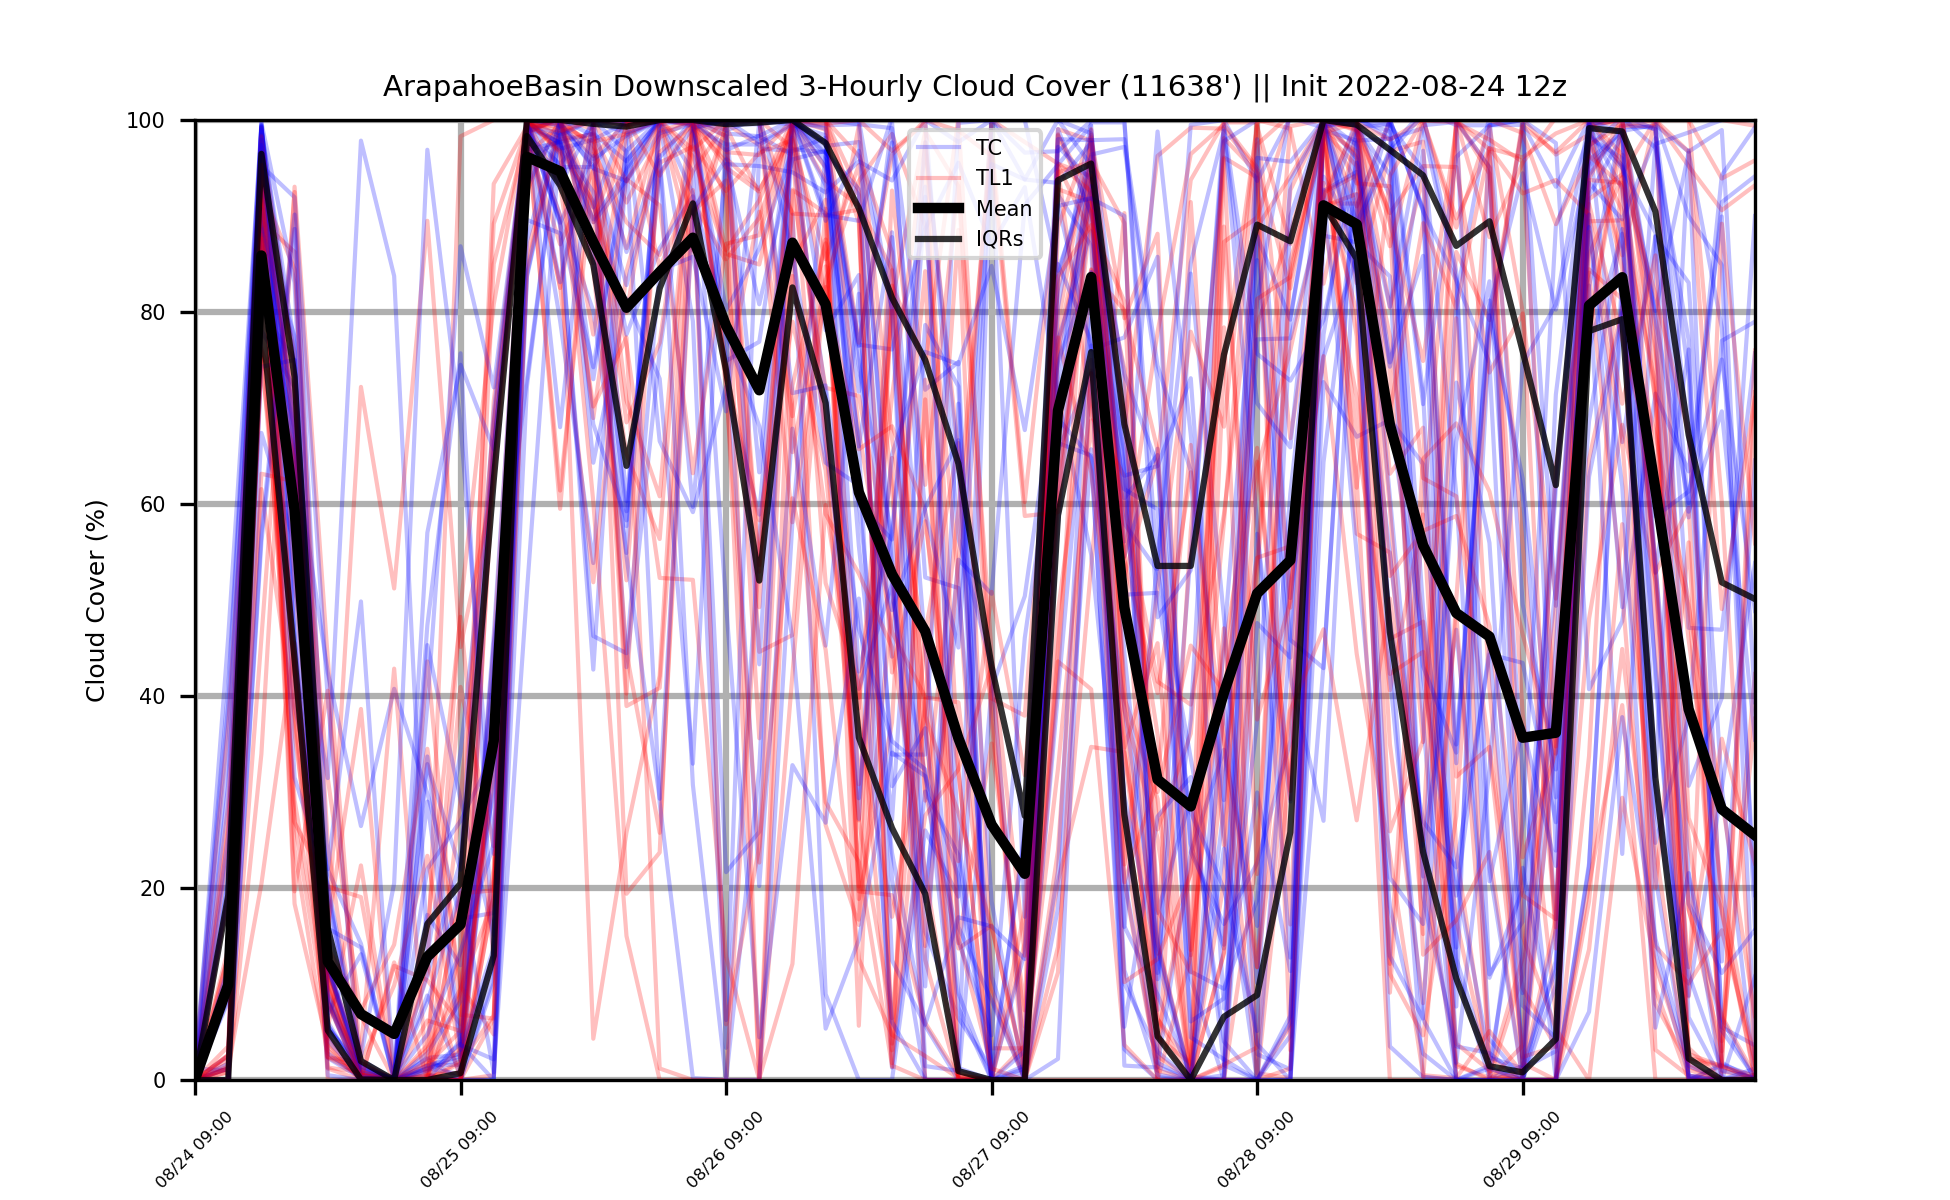 ArapahoeBasin Downscaled 3-Hourly Cloud Cover (11638') || Init 2022-08-24 12z
TC
TL1
Mean
IQRs
Cloud Cover (%)
100
80
60
40
20
0
08/24 09:00
08/25 09:00
08/26 09:00
08/27 09:00
08/28 09:00
08/29 09:00